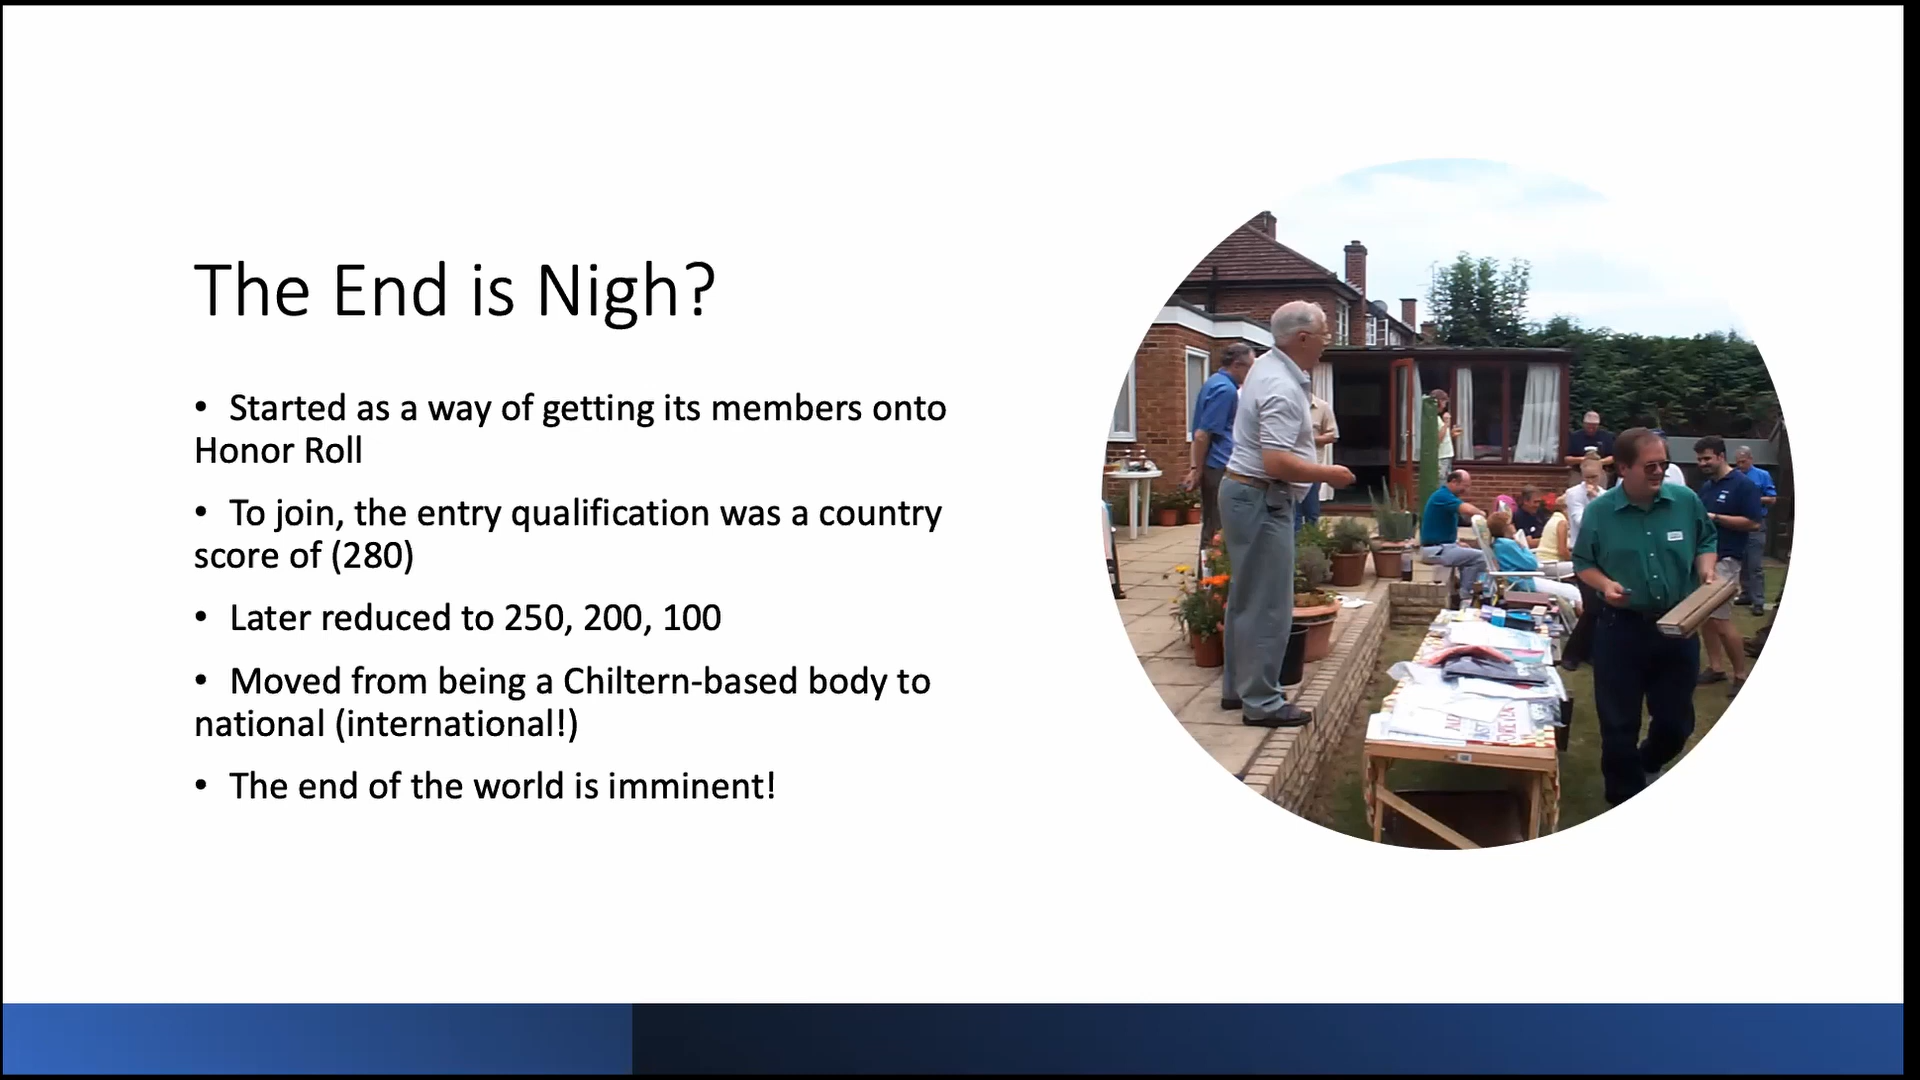 The End is Nigh?
• Started as a way of getting its members onto
Honor Roll
• To join, the entry qualification was a country
score of (280)
• Later reduced to 250, 200, 100
• Moved from being a Chiltern-based body to
national (international!)
• The end of the world is imminent!